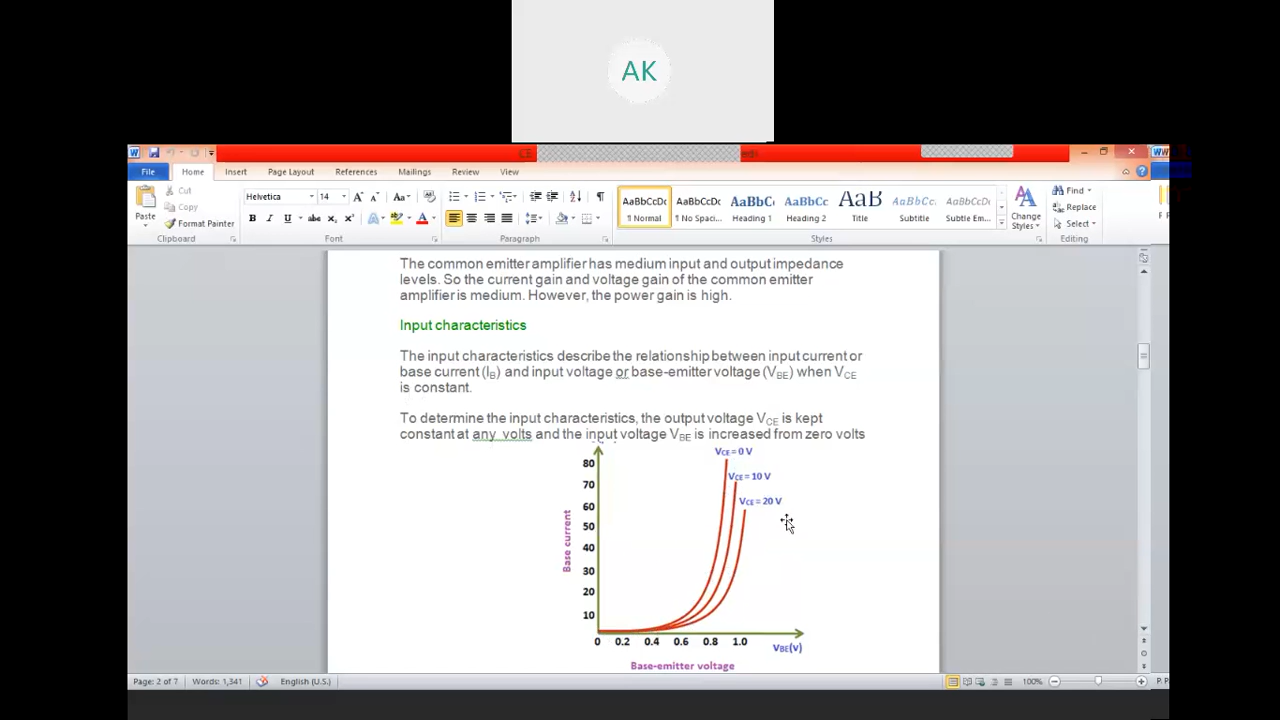 AK
CE
File Home Insert Page Layout References Mailings Review View
Paste
Cut
Copy
Format Painter
Clipboard
Helvetica 14
B I U abc x₂ x² A A
Font
Paragraph
AaBbCcDc AaBbCcDc AaBbCc AaBbCc AaB AaBbCc. AaBbCcDc
¶ Normal ¶ No Spaci... Heading 1 Heading 2 Title Subtitle Subtle Em...
Styles
Change
Styles
Find
Replace
Select
Editing
The common emitter amplifier has medium input and output impedance
levels. So the current gain and voltage gain of the common emitter
amplifier is medium. However, the power gain is high.
Input characteristics
The input characteristics describe the relationship between input current or
base current (IB) and input voltage or base-emitter voltage (VBE) when VCE
is constant.
To determine the input characteristics, the output voltage VCE is kept
constant at any volts and the input voltage VBE is increased from zero volts
VCE = 0 V
VCE = 10 V
VCE = 20 V
80
70
60
50
40
30
20
10
Base current
0 0.2 0.4 0.6 0.8 1.0
VBE(v)
Base-emitter voltage
Page: 2 of 7 Words: 1,341 English (U.S.) 100%